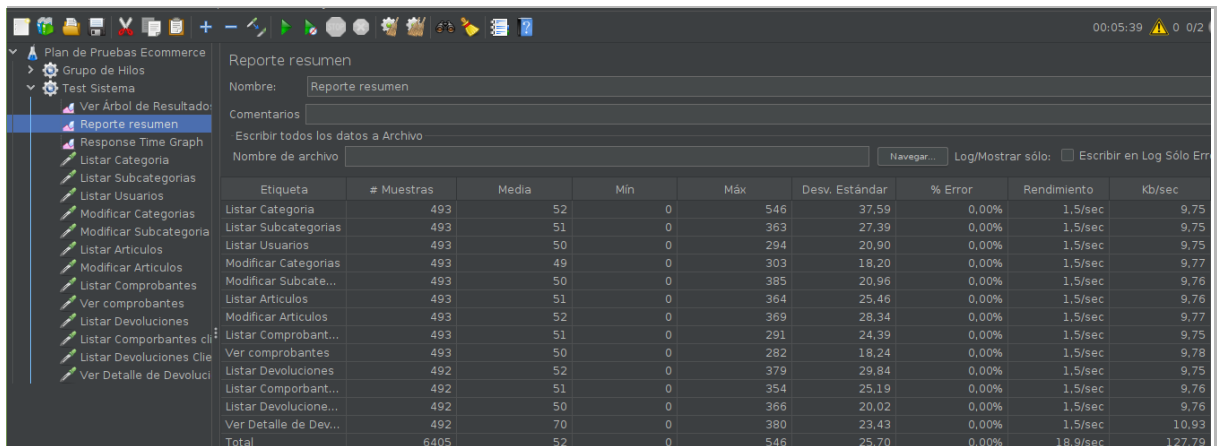 00:05:39 0 0/2
Plan de Pruebas Ecommerce
Grupo de Hilos
Test Sistema
Ver Árbol de Resultados
Reporte resumen
Response Time Graph
Listar Categoria
Listar Subcategorias
Listar Usuarios
Modificar Categorias
Modificar Subcategoria
Listar Articulos
Modificar Articulos
Listar Comprobantes
Ver comprobantes
Listar Devoluciones
Listar Comporbantes cli
Listar Devoluciones Clie
Ver Detalle de Devoluci
Reporte resumen
Nombre: Reporte resumen
Comentarios
Escribir todos los datos a Archivo
Nombre de archivo Navegar... Log/Mostrar sólo: Escribir en Log Sólo Err
Etiqueta # Muestras Media Mín Máx Desv. Estándar % Error Rendimiento Kb/sec
Listar Categoria 493 52 0 546 37,59 0,00% 1,5/sec 9,75
Listar Subcategorias 493 51 0 363 27,39 0,00% 1,5/sec 9,75
Listar Usuarios 493 50 0 294 20,90 0,00% 1,5/sec 9,75
Modificar Categorias 493 49 0 303 18,20 0,00% 1,5/sec 9,77
Modificar Subcate... 493 50 0 385 20,96 0,00% 1,5/sec 9,76
Listar Articulos 493 51 0 364 25,46 0,00% 1,5/sec 9,76
Modificar Articulos 493 52 0 369 28,34 0,00% 1,5/sec 9,77
Listar Comprobant... 493 51 0 291 24,39 0,00% 1,5/sec 9,75
Ver comprobantes 493 50 0 282 18,24 0,00% 1,5/sec 9,78
Listar Devoluciones 492 52 0 379 29,84 0,00% 1,5/sec 9,75
Listar Comporbant... 492 51 0 354 25,19 0,00% 1,5/sec 9,76
Listar Devolucione... 492 50 0 366 20,02 0,00% 1,5/sec 9,76
Ver Detalle de Dev... 492 70 0 380 23,43 0,00% 1,5/sec 10,93
Total 6405 52 0 546 25,70 0,00% 18,9/sec 127,79